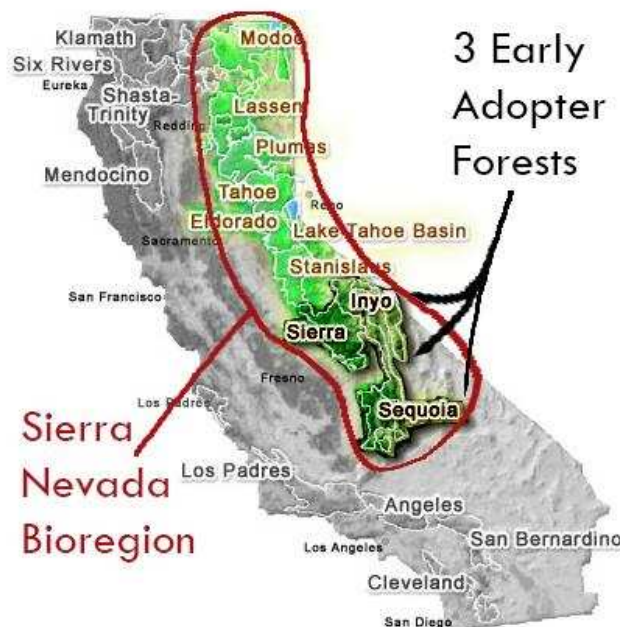 Klamath
Modoc
Six Rivers
Eureka
Shasta-
Trinity
Lassen
Redding
Plumas
Mendocino
Tahoe
Reno
Eldorado
Lake Tahoe Basin
Sacramento
Stanislaus
San Francisco
Inyo
Sierra
Fresno
Los Padres
Sequoia
Los Padres
Angeles
Los Angeles
San Bernardino
Cleveland
San Diego
3 Early
Adopter
Forests
Sierra
Nevada
Bioregion